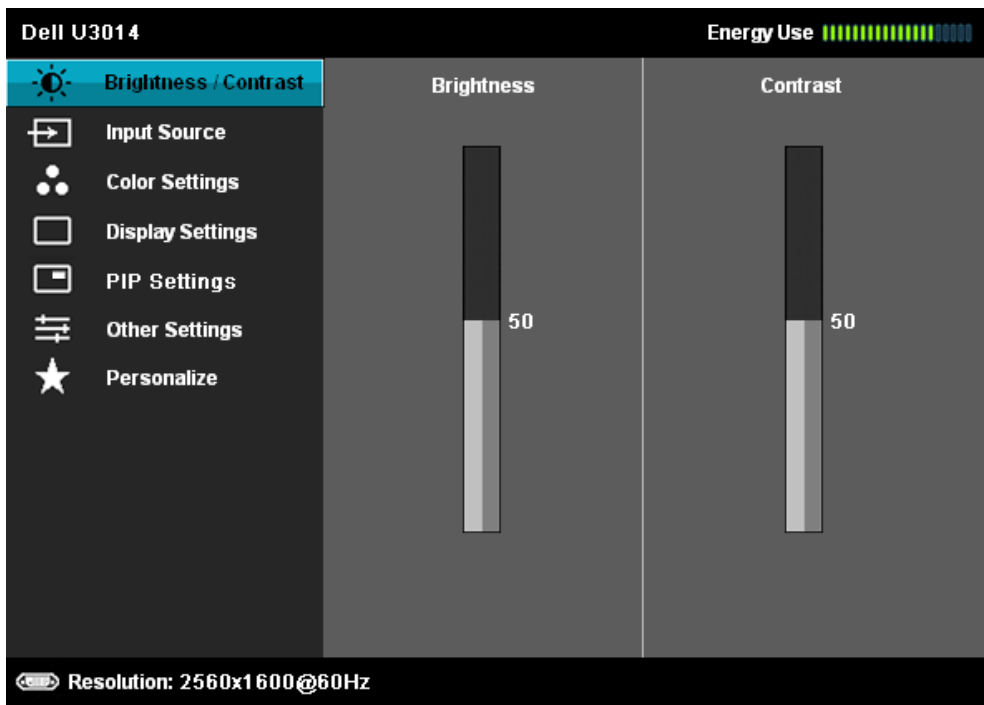 Dell U3014
Energy Use
Brightness / Contrast
Input Source
Color Settings
Display Settings
PIP Settings
Other Settings
Personalize
Brightness
50
Contrast
50
Resolution: 2560x1600@60Hz